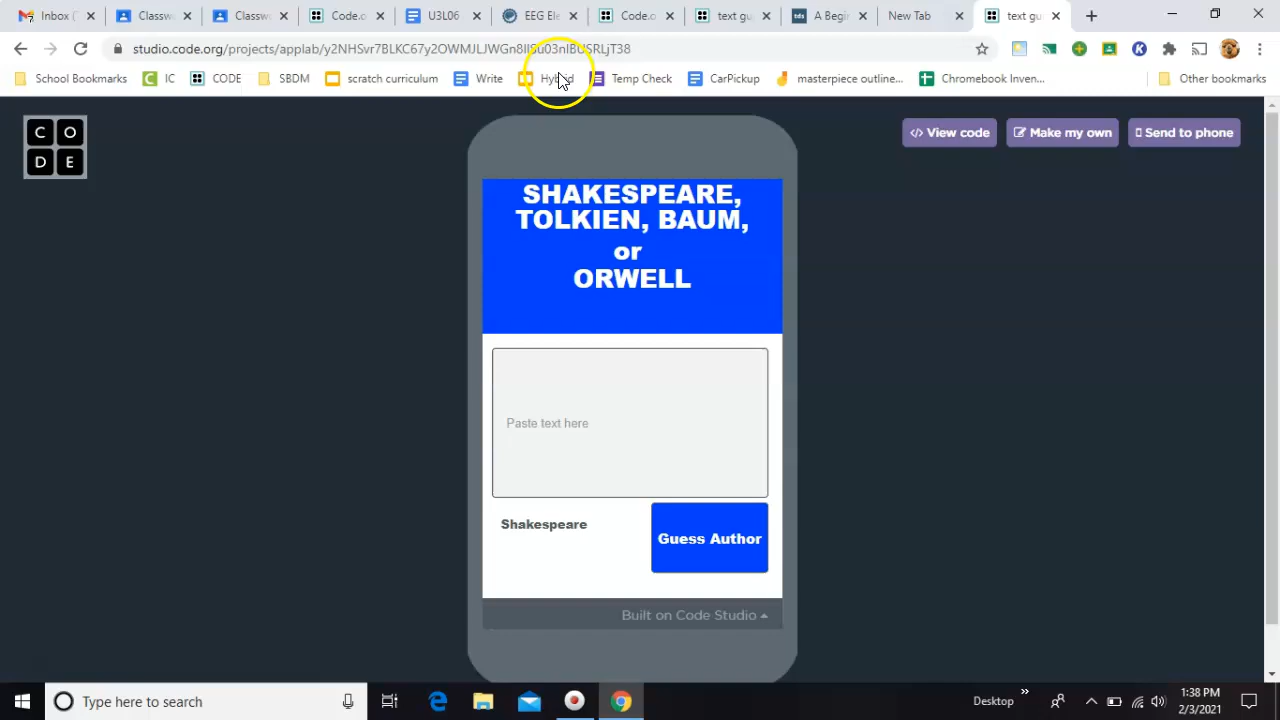 Inbo
Classw
Classw
Code.o
U3L06
EEG Ele
Code.o
text gu
A Begi
New Tab
text gu
studio.code.org/projects/applab/
School Bookmarks
IC
CODE
SBDM
scratch curriculum
Write
Temp Check
CarPickup
masterpiece outlin...
Chromebook Inven...
Other bookmarks
C O
D E
</> View code
Make my own
Send to phone
SHAKESPEARE,
TOLKIEN, BAUM,
or
ORWELL
Paste text here
Shakespeare
Guess Author
Built on Code Studio
Type here to search
Desktop
1:38 PM
2/3/2021